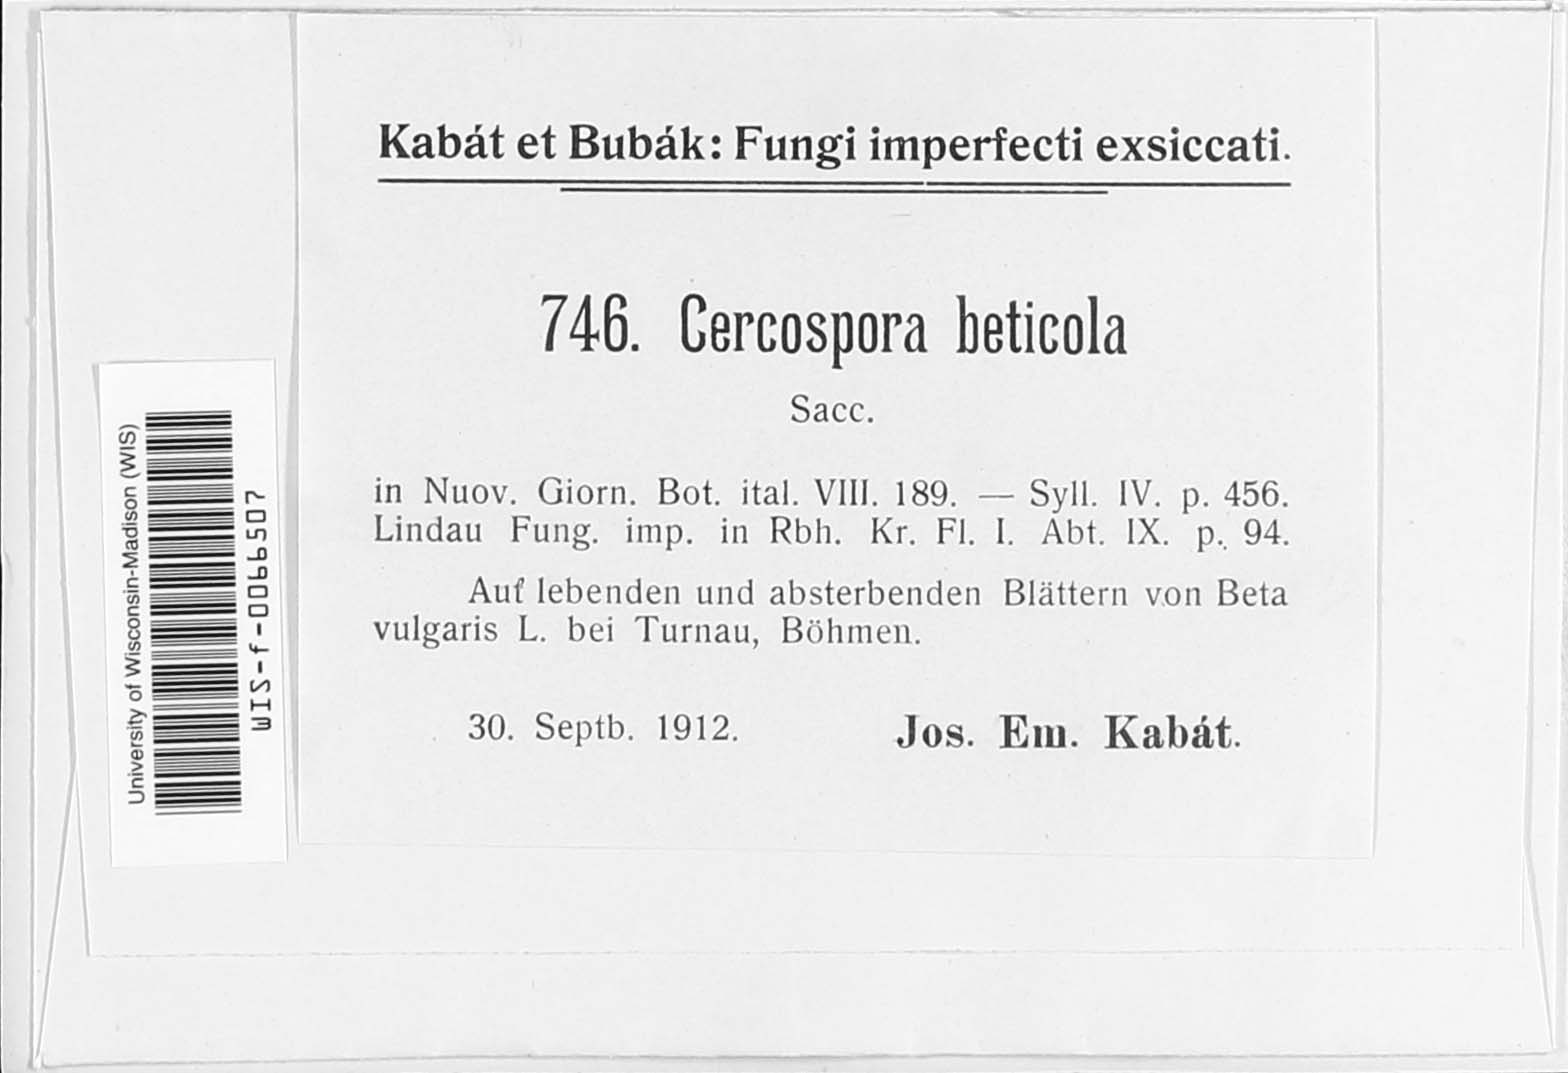 Kabát et Bubák: Fungi imperfecti exsiccati.
746. Cercospora beticola
Sacc.
in Nuov. Giorn. Bot. ital. VIII. 189. — Syll. IV. p. 456.
Lindau Fung. imp. in Rbh. Kr. Fl. I. Abt. IX. p. 94.
Auf lebenden und absterbenden Blättern von Beta
vulgaris L. bei Turnau, Böhmen.
30. Septb. 1912. Jos. Em. Kabát.
University of Wisconsin-Madison (WIS)
WIS-f-0066507